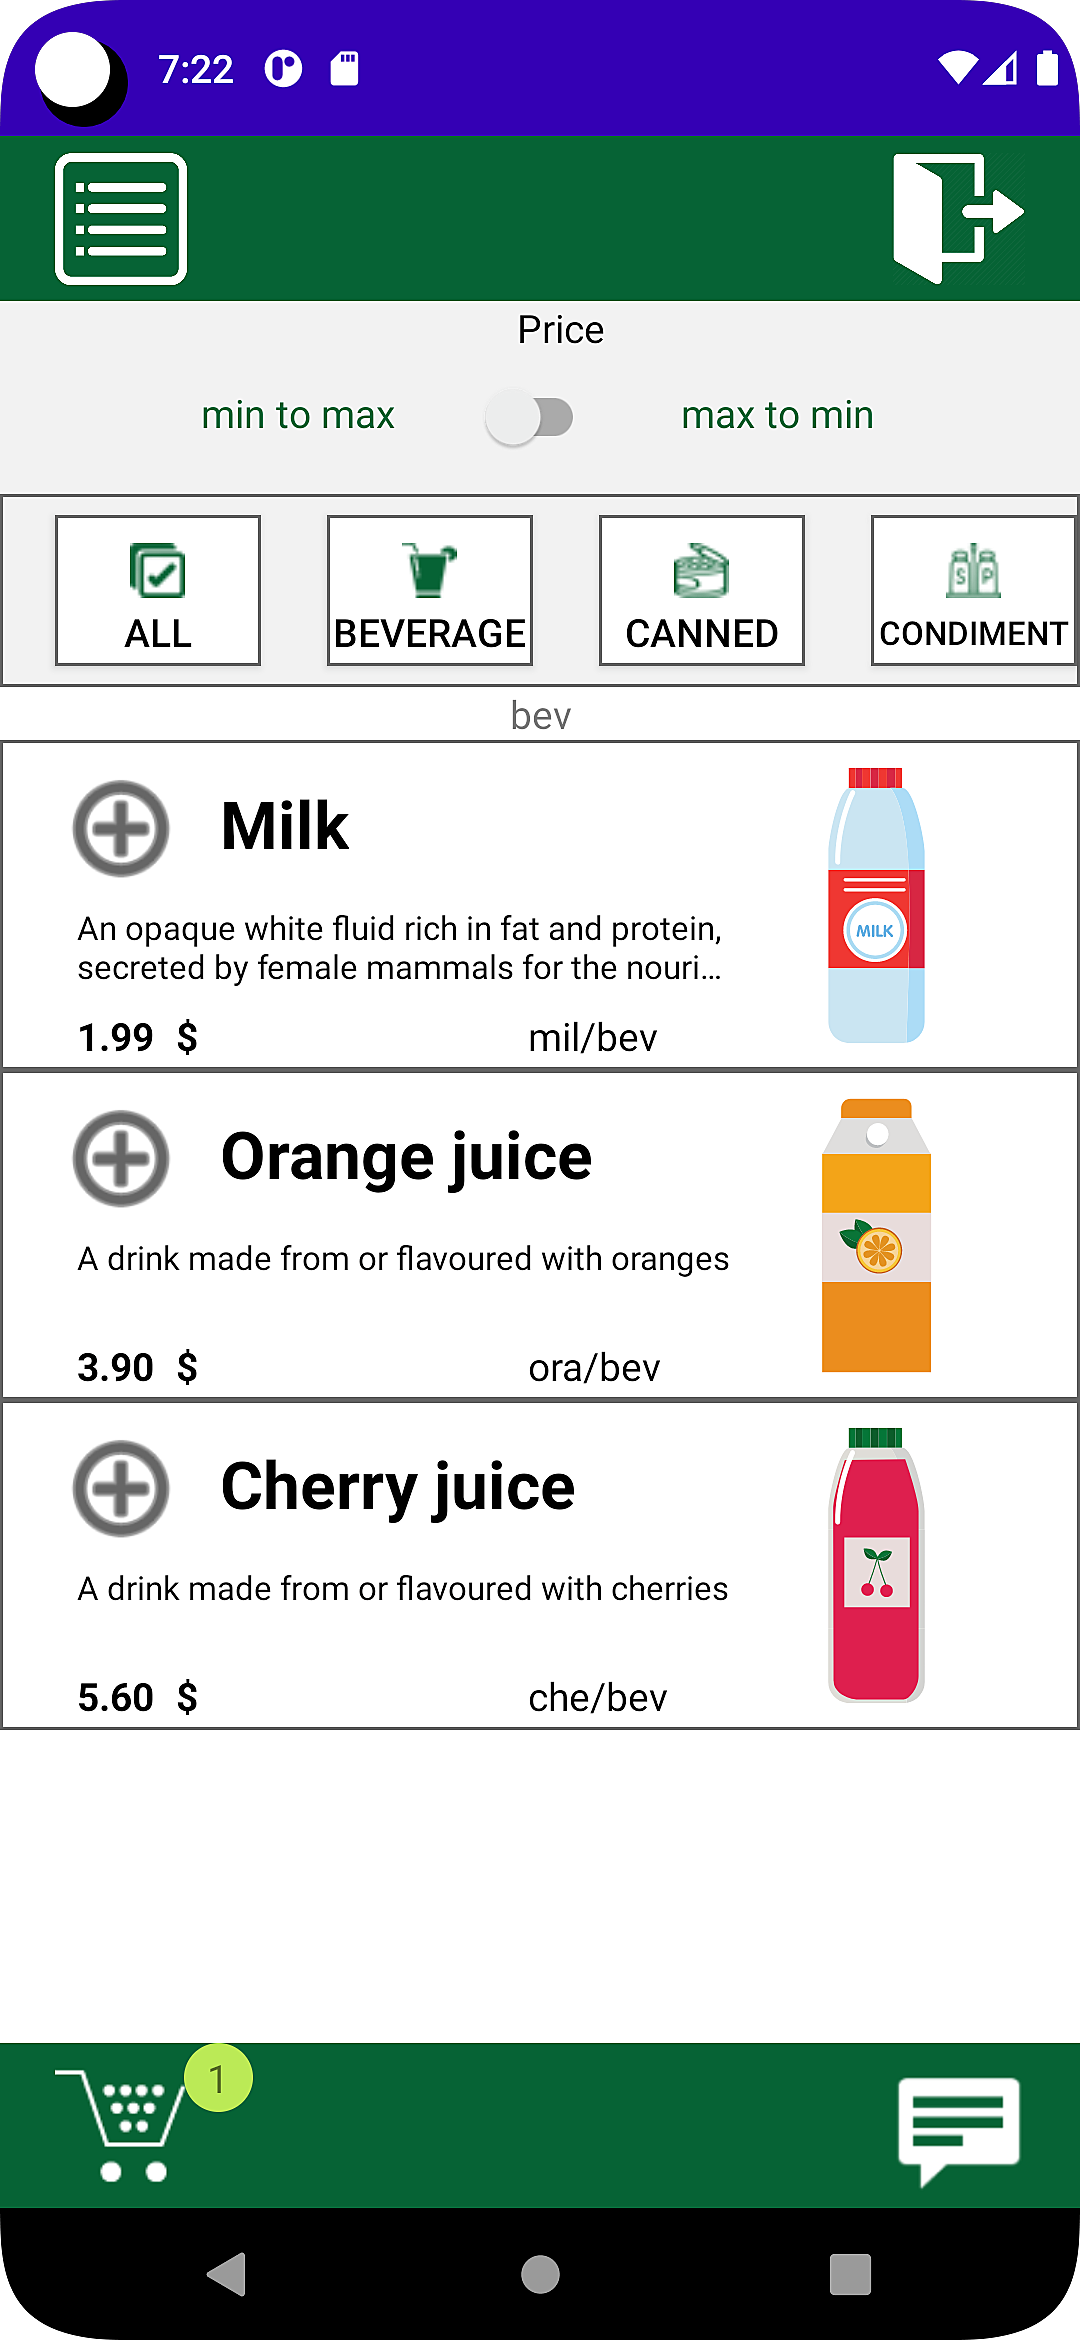 7:22
Price
min to max
max to min
ALL
BEVERAGE
CANNED
S P
CONDIMENT
bev
Milk
An opaque white fluid rich in fat and protein,
secreted by female mammals for the nouri...
1.99 $
mil/bev
MILK
Orange juice
A drink made from or flavoured with oranges
3.90 $
ora/bev
Cherry juice
A drink made from or flavoured with cherries
5.60 $
che/bev
1